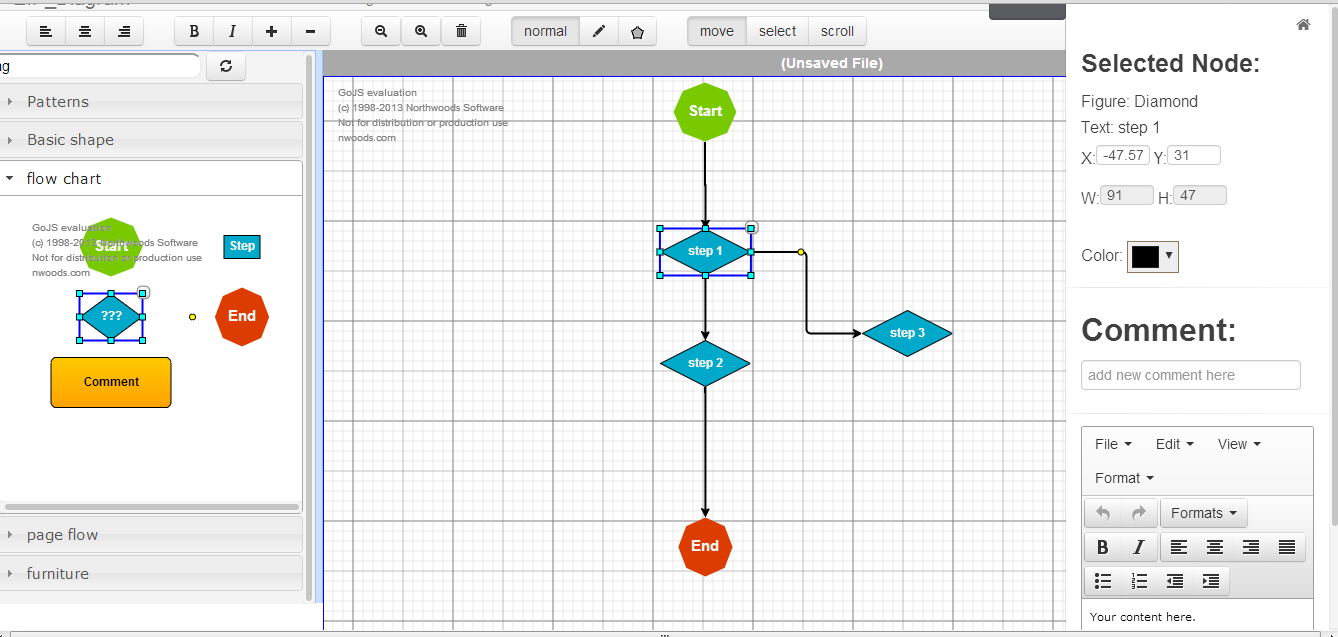 B I
normal
move select scroll
ng
Patterns
Basic shape
flow chart
GoJS evaluation
(c) 1998-2013 Northwoods Software
Not for distribution or production use
nwoods.com
Start
Step
???
End
Comment
page flow
furniture
(Unsaved File)
GoJS evaluation
(c) 1998-2013 Northwoods Software
Not for distribution or production use
nwoods.com
Start
step 1
step 3
step 2
End
Selected Node:
Figure: Diamond
Text: step 1
X: -47.57 Y: 31
W: 91 H: 47
Color:
Comment:
add new comment here
File Edit View
Format
Formats
B I
Your content here.